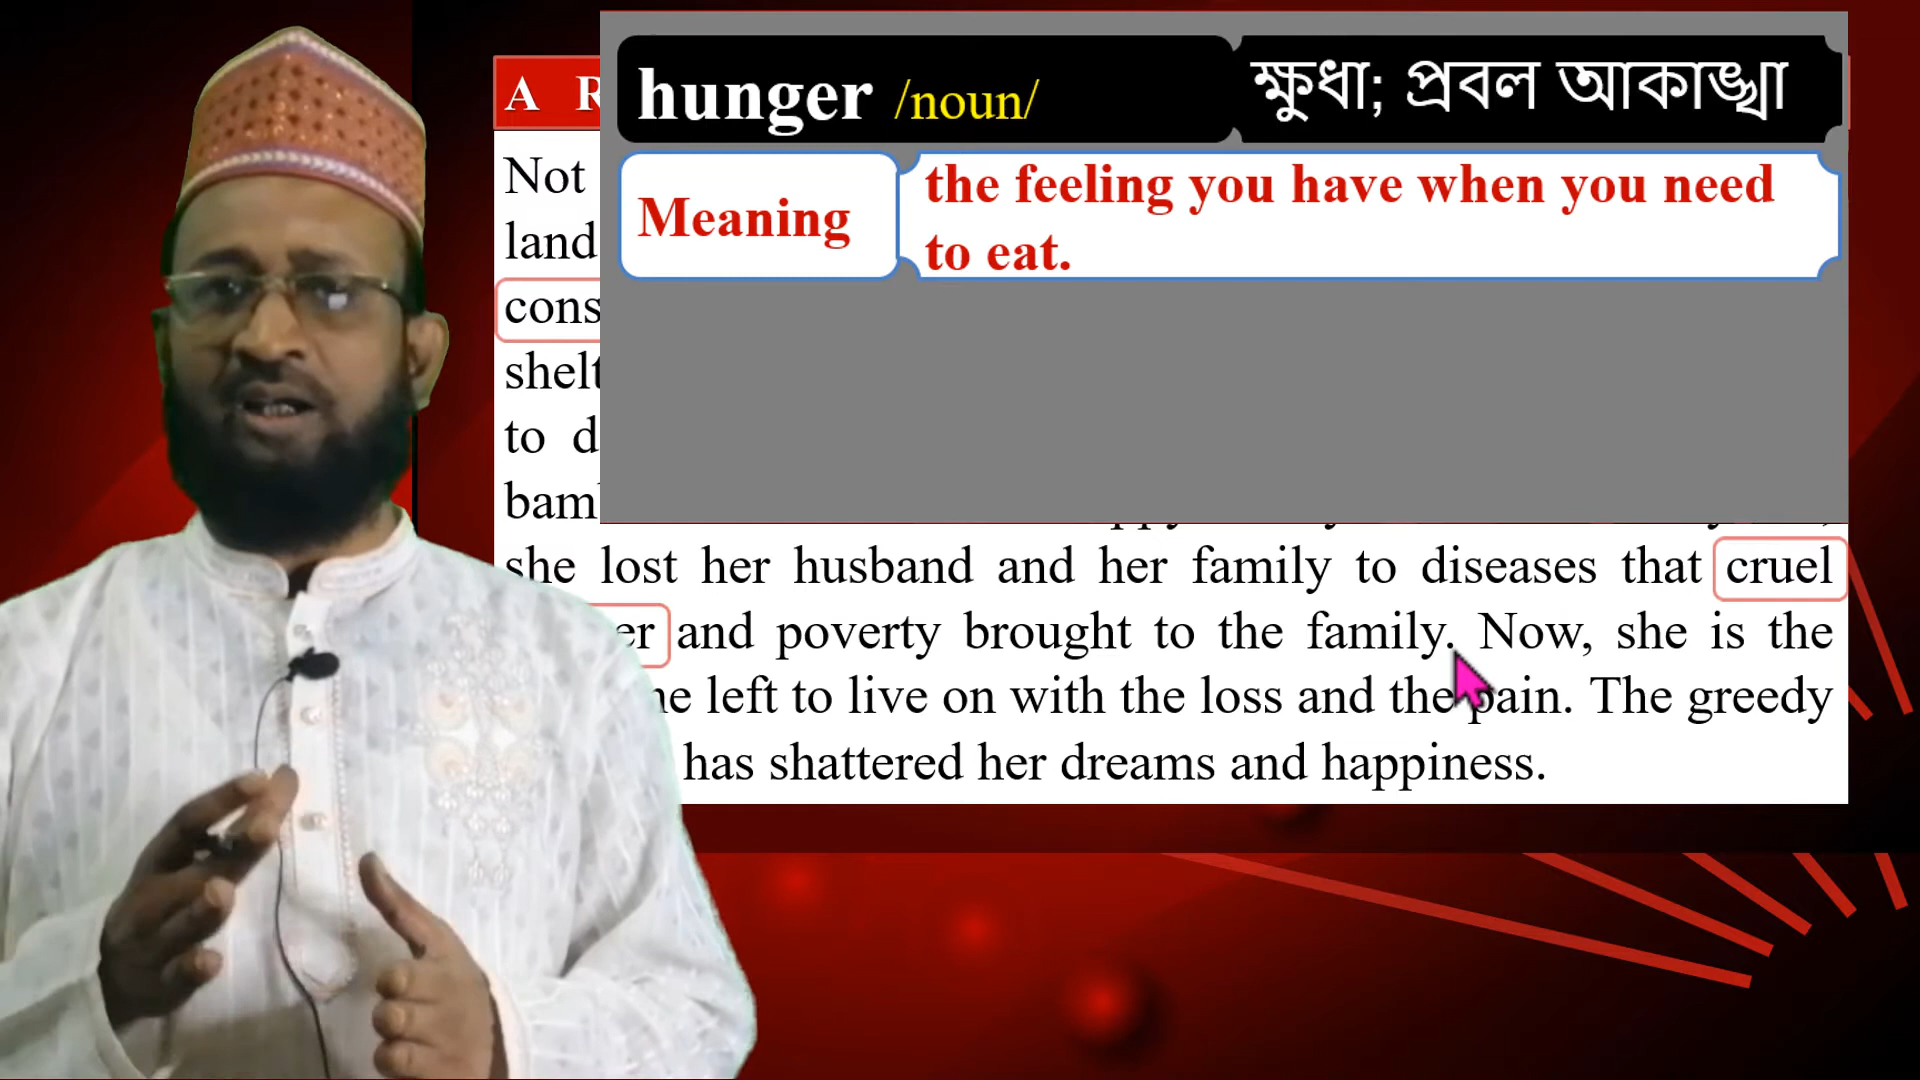 A R
hunger /noun/ ক্ষুধা; প্রবল আকাঙ্খা
Meaning the feeling you have when you need
to eat.
Not
land
cons
shelt
to d
bam
she lost her husband and her family to diseases that cruel
er and poverty brought to the family. Now, she is the
ne left to live on with the loss and the pain. The greedy
has shattered her dreams and happiness.